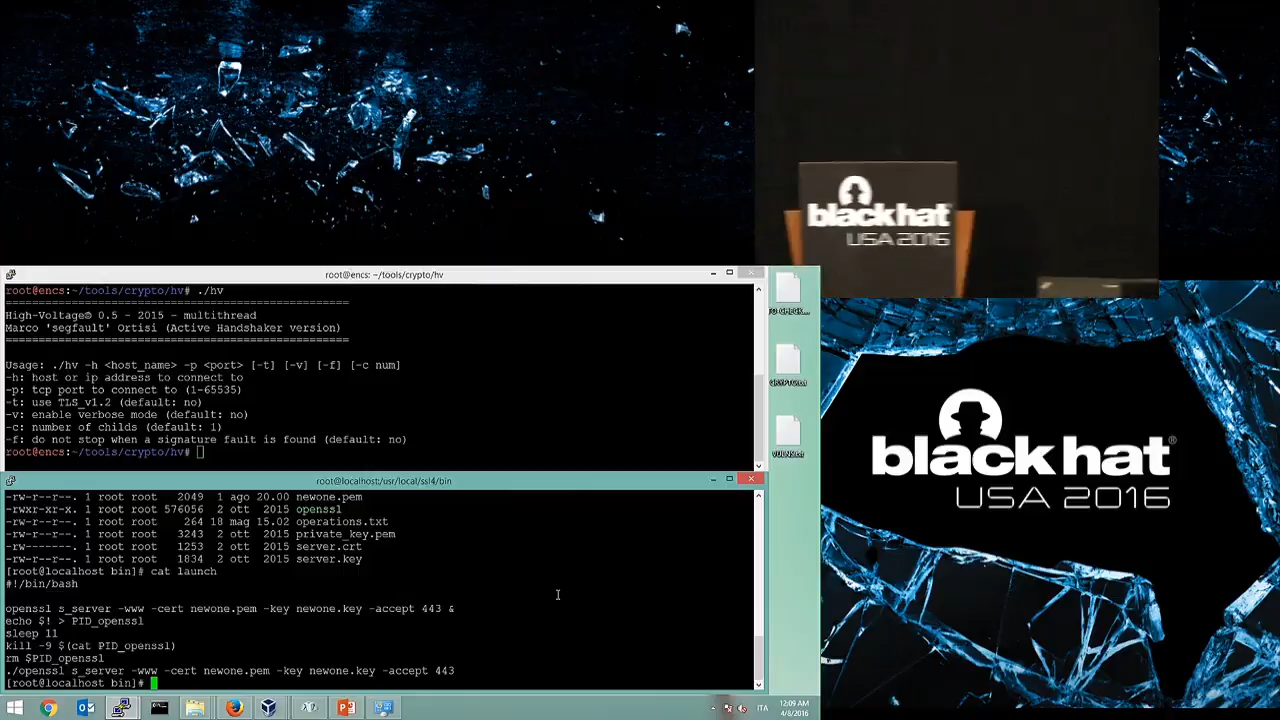 black hat
USA 2016
root@encs: ~/tools/crypto/hv
root@encs:~/tools/crypto/hv# ./hv
====================================================
High-Voltage® 0.5 - 2015 - multithread
Marco 'segfault' Ortisi (Active Handshaker version)
====================================================
Usage: ./hv -h <host_name> -p <port> [-t] [-v] [-f] [-c num]
-h: host or ip address to connect to
-p: tcp port to connect to (1-65535)
-t: use TLS_v1.2 (default: no)
-v: enable verbose mode (default: no)
-c: number of childs (default: 1)
-f: do not stop when a signature fault is found (default: no)
root@encs:~/tools/crypto/hv#
TO-CHECK...
CRYPTO.txt
VULNS.txt
root@localhost:/usr/local/ssl4/bin
-rw-r--r--. 1 root root 2049 1 ago 20.00 newone.pem
-rwxr-xr-x. 1 root root 576056 2 ott 2015 openssl
-rw-r--r--. 1 root root 264 18 mag 15.02 operations.txt
-rw-r--r--. 1 root root 3243 2 ott 2015 private_key.pem
-rw-------. 1 root root 1253 2 ott 2015 server.crt
-rw-r--r--. 1 root root 1834 2 ott 2015 server.key
[root@localhost bin]# cat launch
#!/bin/bash
openssl s_server -www -cert newone.pem -key newone.key -accept 443 &
echo $! > PID_openssl
sleep 11
kill -9 $(cat PID_openssl)
rm $PID_openssl
./openssl s_server -www -cert newone.pem -key newone.key -accept 443
[root@localhost bin]#
black hat®
USA 2016
ITA
12:09 AM
4/8/2016